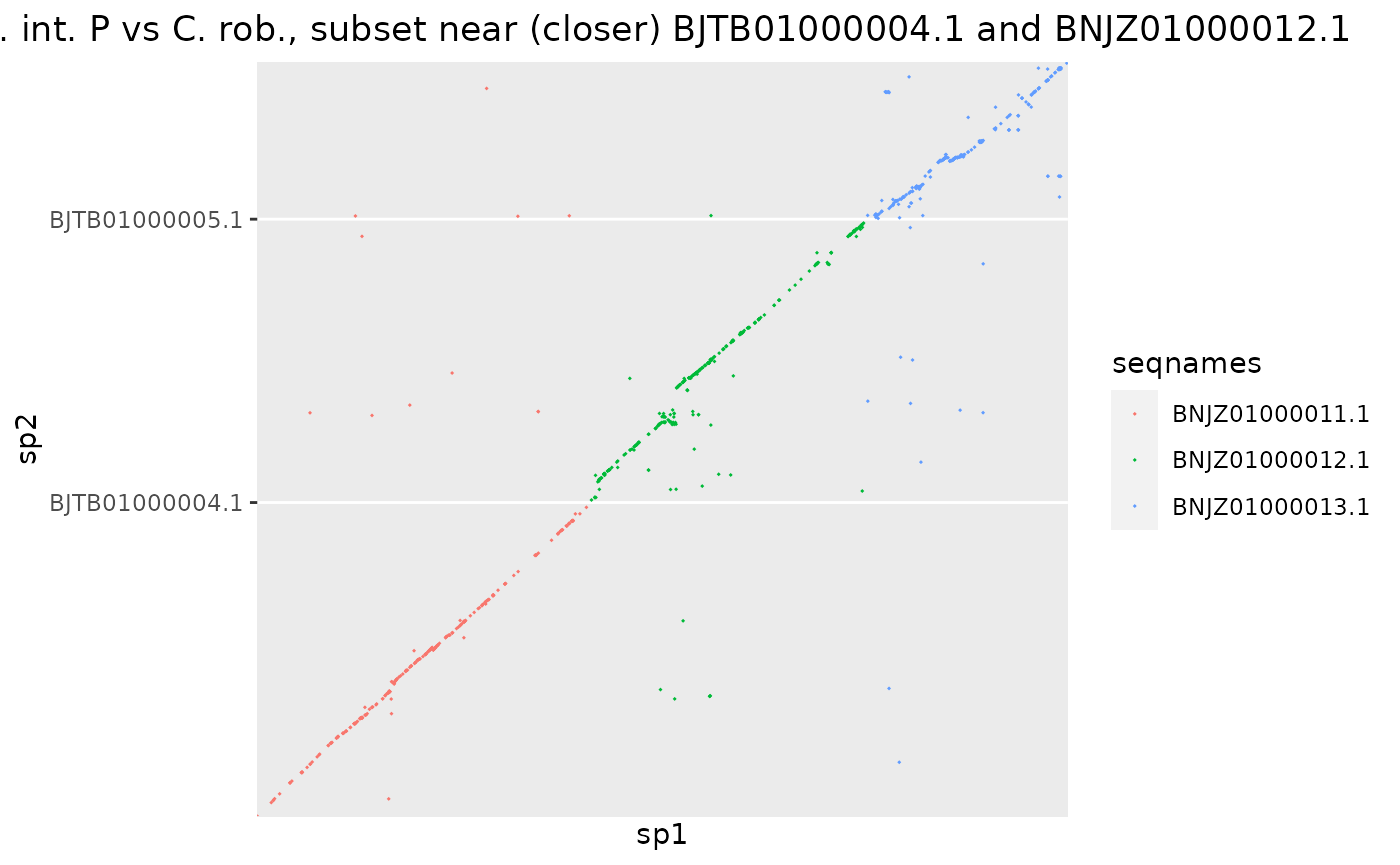 . int. P vs C. rob., subset near (closer) BJTB01000004.1 and BNJZ01000012.1
BJTB01000005.1
BJTB01000004.1
sp2
sp1
seqnames
BNJZ01000011.1
BNJZ01000012.1
BNJZ01000013.1